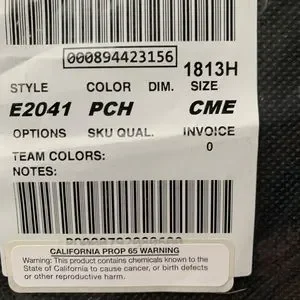 000894423156
1813H
STYLE COLOR DIM. SIZE
E2041 PCH CME
OPTIONS SKU QUAL. INVOICE
0
TEAM COLORS:
NOTES:
CALIFORNIA PROP 65 WARNING
Warning: This product contains chemicals known to the
State of California to cause cancer, or birth defects
or other reproductive harm.